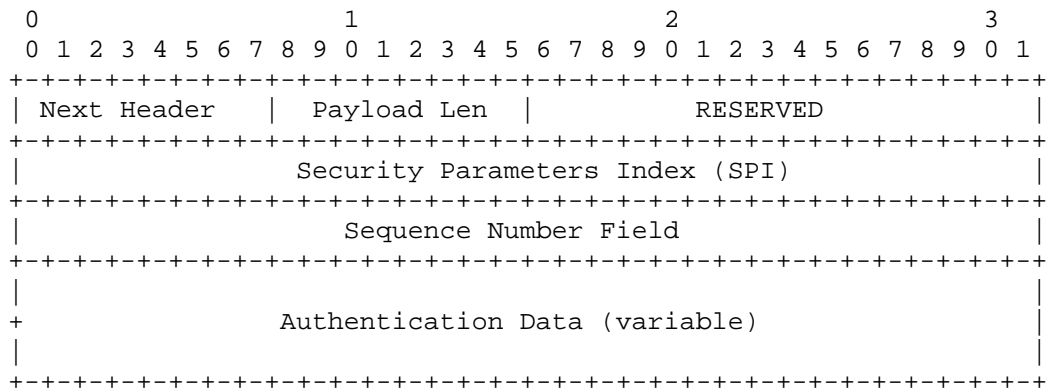 0                   1                   2                   3
 0 1 2 3 4 5 6 7 8 9 0 1 2 3 4 5 6 7 8 9 0 1 2 3 4 5 6 7 8 9 0 1
+-+-+-+-+-+-+-+-+-+-+-+-+-+-+-+-+-+-+-+-+-+-+-+-+-+-+-+-+-+-+-+-+
| Next Header   |  Payload Len  |          RESERVED             |
+-+-+-+-+-+-+-+-+-+-+-+-+-+-+-+-+-+-+-+-+-+-+-+-+-+-+-+-+-+-+-+-+
|                 Security Parameters Index (SPI)               |
+-+-+-+-+-+-+-+-+-+-+-+-+-+-+-+-+-+-+-+-+-+-+-+-+-+-+-+-+-+-+-+-+
|                    Sequence Number Field                      |
+-+-+-+-+-+-+-+-+-+-+-+-+-+-+-+-+-+-+-+-+-+-+-+-+-+-+-+-+-+-+-+-+
|                                                               |
+                Authentication Data (variable)                 |
|                                                               |
+-+-+-+-+-+-+-+-+-+-+-+-+-+-+-+-+-+-+-+-+-+-+-+-+-+-+-+-+-+-+-+-+